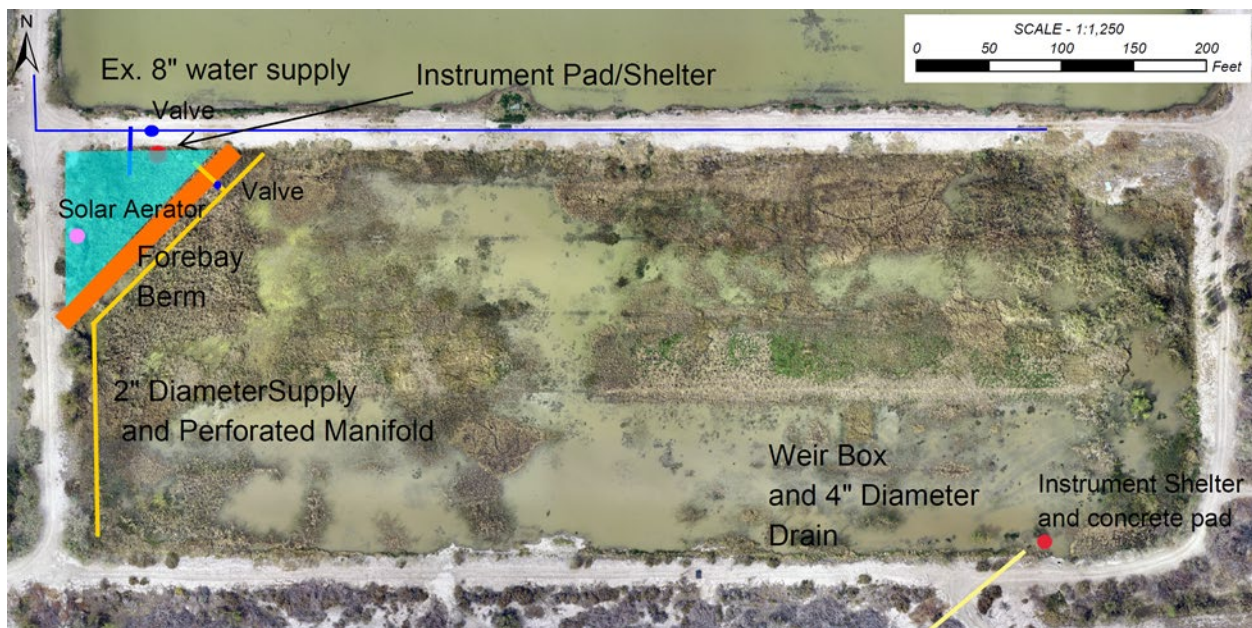 N
SCALE - 1:1,250
0 50 100 150 200
Feet
Ex. 8" water supply
Instrument Pad/Shelter
Valve
Valve
Solar Aerator
Forebay
Berm
2" DiameterSupply
and Perforated Manifold
Weir Box
and 4" Diameter
Drain
Instrument Shelter
and concrete pad